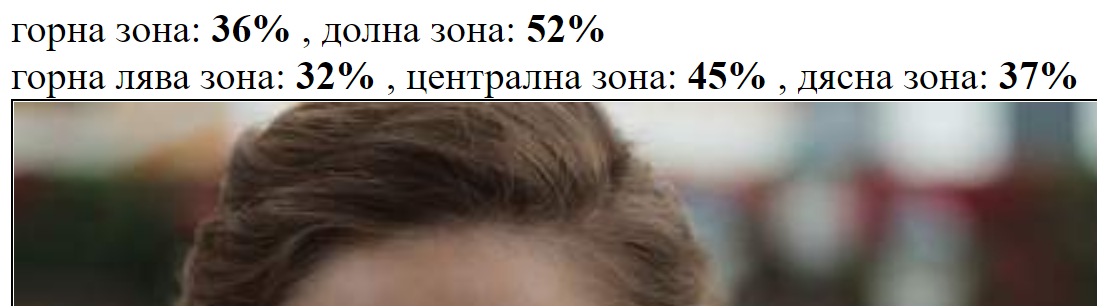 горна зона: 36% , долна зона: 52%
горна лява зона: 32% , централна зона: 45% , дясна зона: 37%